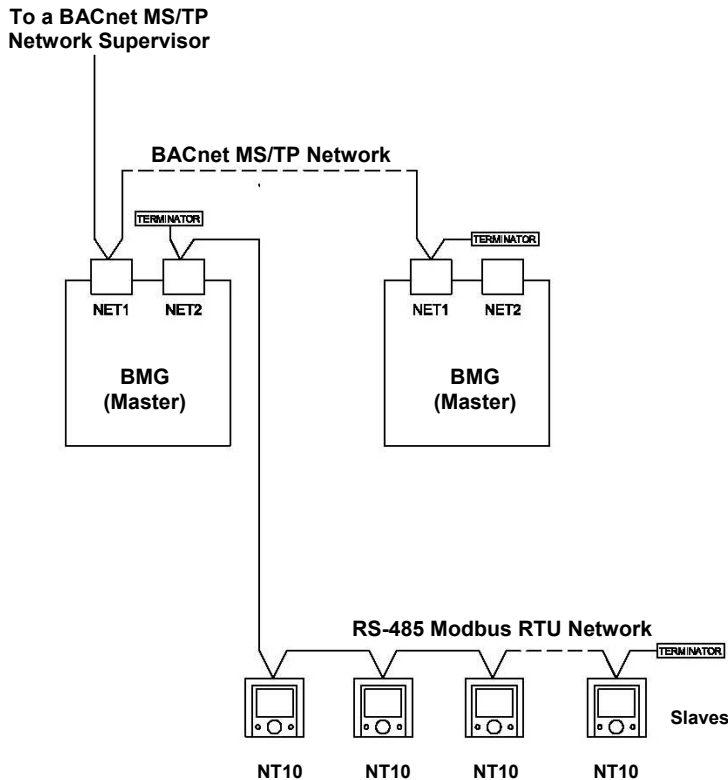 To a BACnet MS/TP
Network Supervisor
BACnet MS/TP Network
TERMINATOR
TERMINATOR
NET1 NET2
NET1 NET2
BMG
(Master)
BMG
(Master)
RS-485 Modbus RTU Network
TERMINATOR
Slaves
NT10 NT10 NT10 NT10